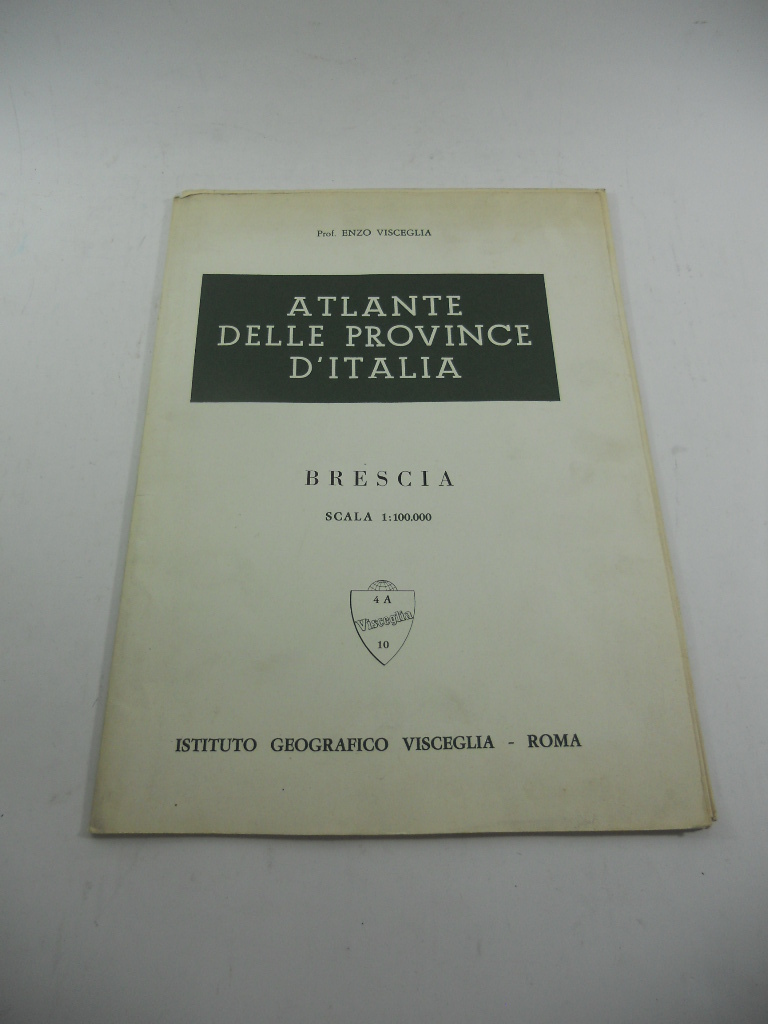 Prof. ENZO VISCEGLIA
ATLANTE
DELLE PROVINCE
D'ITALIA
BRESCIA
SCALA 1:100.000
4 A
Visceglia
10
ISTITUTO GEOGRAFICO VISCEGLIA - ROMA